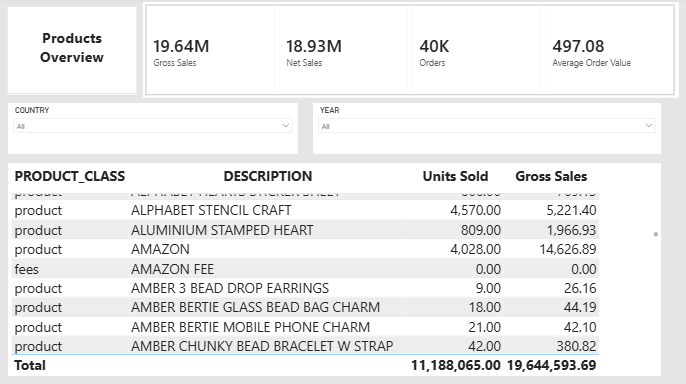 Products
Overview
19.64M
Gross Sales
18.93M
Net Sales
40K
Orders
497.08
Average Order Value
COUNTRY
All
YEAR
All
PRODUCT_CLASS DESCRIPTION Units Sold Gross Sales
product ALPHABET STENCIL CRAFT 4,570.00 5,221.40
product ALUMINIUM STAMPED HEART 809.00 1,966.93
product AMAZON 4,028.00 14,626.89
fees AMAZON FEE 0.00 0.00
product AMBER 3 BEAD DROP EARRINGS 9.00 26.16
product AMBER BERTIE GLASS BEAD BAG CHARM 18.00 44.19
product AMBER BERTIE MOBILE PHONE CHARM 21.00 42.10
product AMBER CHUNKY BEAD BRACELET W STRAP 42.00 380.82
Total 11,188,065.00 19,644,593.69